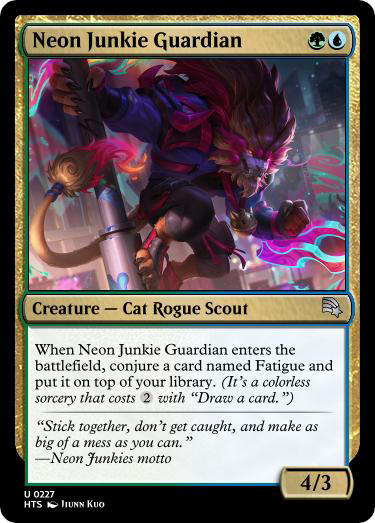 Neon Junkie Guardian
Creature — Cat Rogue Scout
When Neon Junkie Guardian enters the
battlefield, conjure a card named Fatigue and
put it on top of your library. (It's a colorless
sorcery that costs 2 with “Draw a card.”)
“Stick together, don't get caught, and make as
big of a mess as you can.”
—Neon Junkies motto
4/3
U 0227
HTS Jiunn Kuo